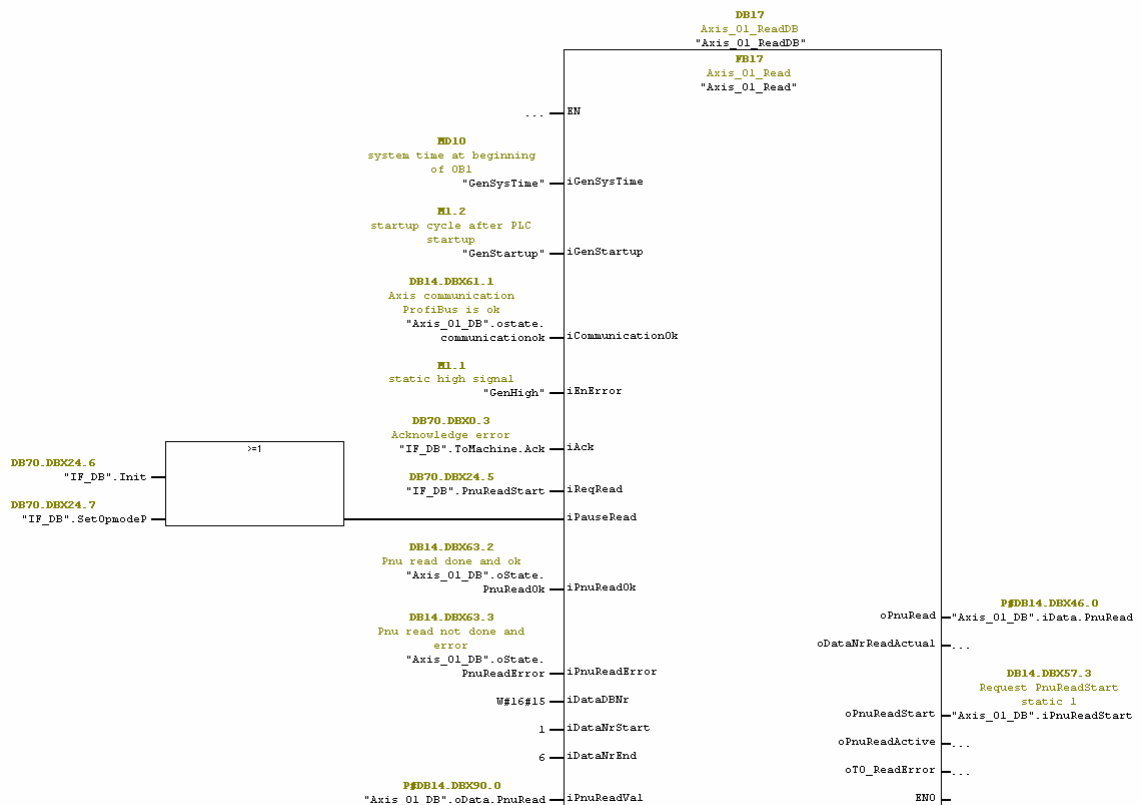 DB17
Axis_01_ReadDB
"Axis_01_ReadDB"
FB17
Axis_01_Read
"Axis_01_Read"
... EN
MD10
system time at beginning
of OB1
"GenSysTime" iGenSysTime
M1.2
startup cycle after PLC
startup
"GenStartup" iGenStartup
DB14.DBX61.1
Axis communication
ProfiBus is ok
"Axis_01_DB".ostate.
communicationok iCommunicationOk
M1.1
static high signal
"GenHigh" iEnError
DB70.DBX0.3
Acknowledge error
"IF_DB".ToMachine.Ack iAck
>=1
DB70.DBX24.6
"IF_DB".Init
DB70.DBX24.5
"IF_DB".PnuReadStart iReqRead
DB70.DBX24.7
"IF_DB".SetOpmodeP iPauseRead
DB14.DBX63.2
Pnu read done and ok
"Axis_01_DB".oState.
PnuReadOk iPnuReadOk
DB14.DBX63.3
Pnu read not done and
error
"Axis_01_DB".oState.
PnuReadError iPnuReadError
W#16#15 iDataDBNr
1 iDataNrStart
6 iDataNrEnd
P#DB14.DBX90.0
"Axis_01_DB".oData.PnuRead iPnuReadVal
P#DB14.DBX46.0
oPnuRead "Axis_01_DB".iData.PnuRead
oDataNrReadActual ...
DB14.DBX57.3
Request PnuReadStart
static 1
oPnuReadStart "Axis_01_DB".iPnuReadStart
oPnuReadActive ...
oTO_ReadError ...
ENO